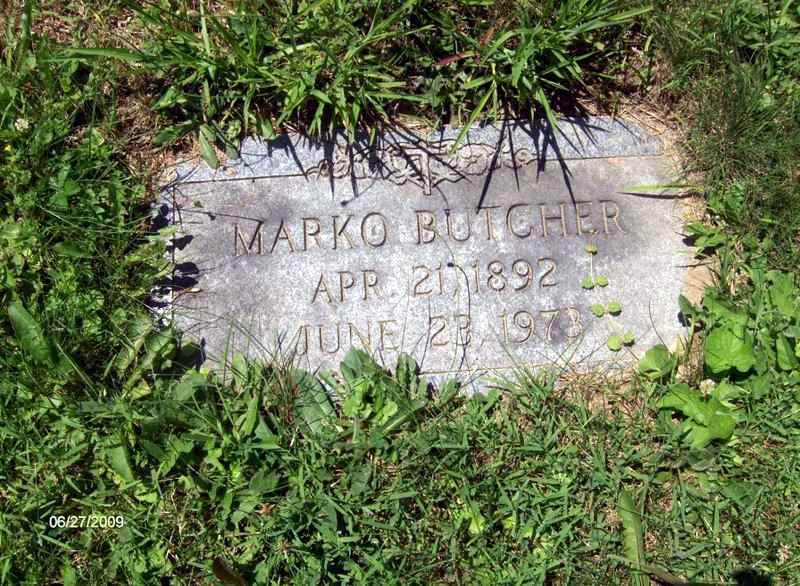 MARKO BUTCHER
APR. 21, 1892
JUNE 23, 1973
06/27/2009